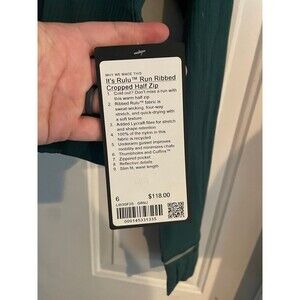 WHY WE MADE THIS
It's Rulu™ Run Ribbed
Cropped Half Zip
1. Cold out? Don't miss a run with
this warm half zip
2. Ribbed Rulu™ fabric is
sweat-wicking, four-way
stretch, and quick-drying with
a soft texture
3. Added Lycra® fibre for stretch
and shape retention
4. 100% of the nylon in this
fabric is recycled
5. Underarm gusset improves
mobility and minimizes chafe
6. Thumbholes and Cuffins™
7. Zippered pocket
8. Reflective details
9. Slim fit, waist length
6 $118.00